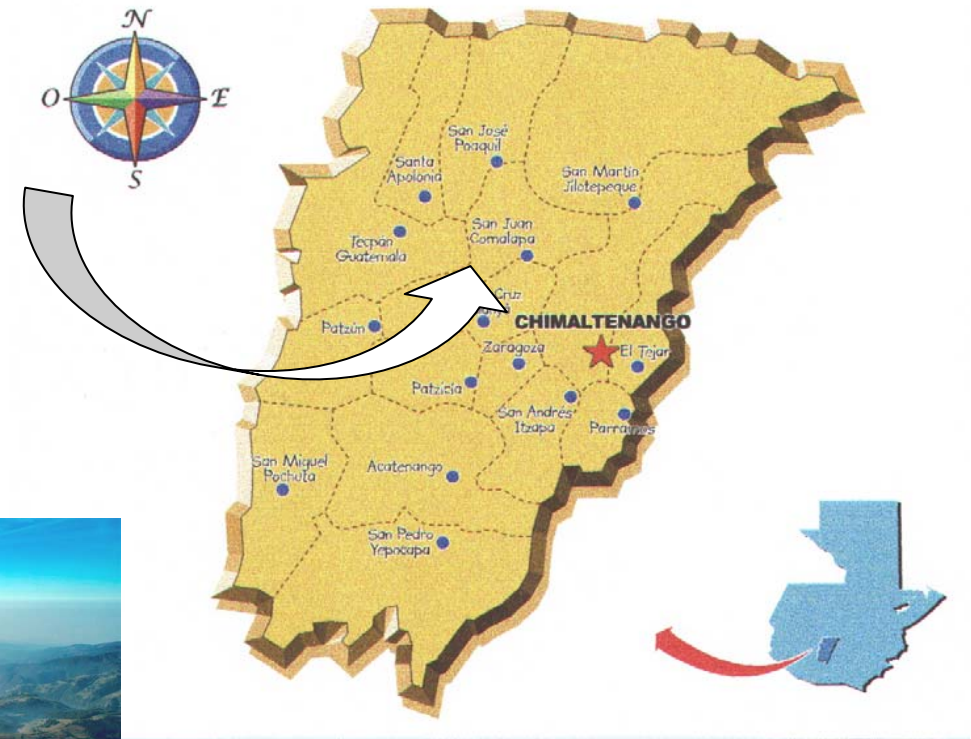 N
O
E
S
San José
Poaquil
Santa
Apolonia
San Martín
Jilotepeque
Tecpán
Guatemala
San Juan
Comalapa
Cruz
Patzún
CHIMALTENANGO
Zaragoza
El Tejar
Patzicía
San Andrés
Itzapa
Parramos
San Miguel
Pochuta
Acatenango
San Pedro
Yepocapa